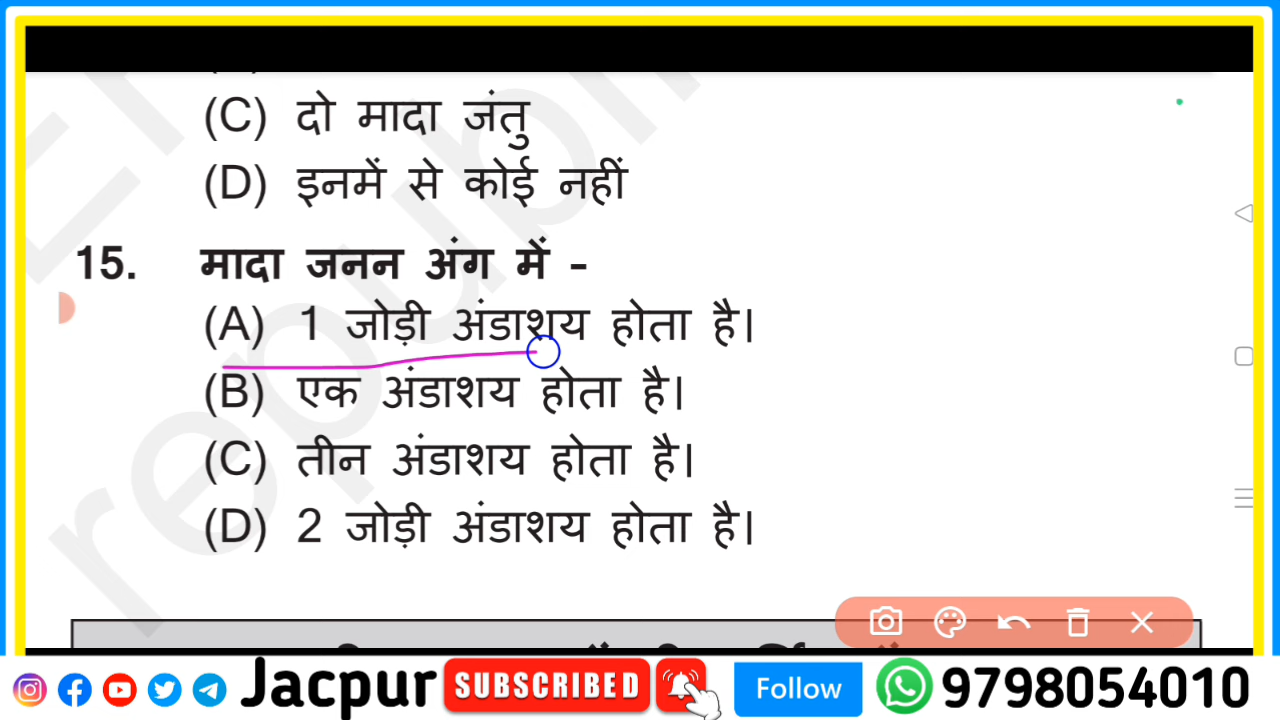 (C) दो मादा जंतु
(D) इनमें से कोई नहीं
15. मादा जनन अंग में -
(A) 1 जोड़ी अंडाशय होता है।
(B) एक अंडाशय होता है।
(C) तीन अंडाशय होता है।
(D) 2 जोड़ी अंडाशय होता है।
Jacpur SUBSCRIBED Follow 9798054010